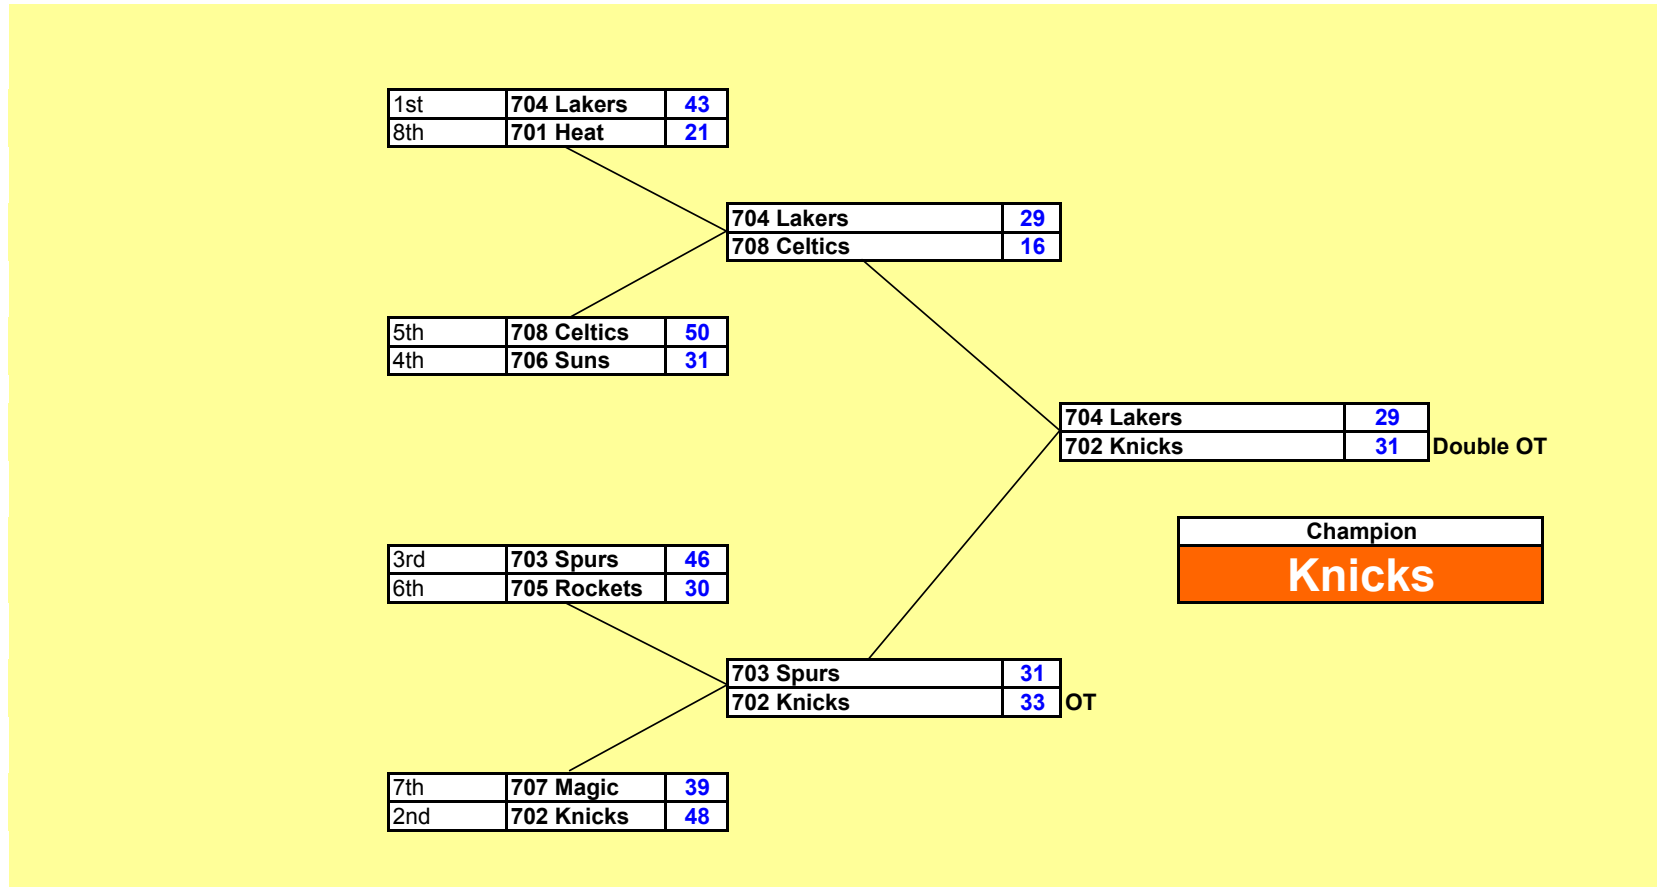 1st 704 Lakers 43
8th 701 Heat 21
704 Lakers 29
708 Celtics 16
5th 708 Celtics 50
4th 706 Suns 31
704 Lakers 29
702 Knicks 31 Double OT
Champion
Knicks
3rd 703 Spurs 46
6th 705 Rockets 30
703 Spurs 31
702 Knicks 33 OT
7th 707 Magic 39
2nd 702 Knicks 48